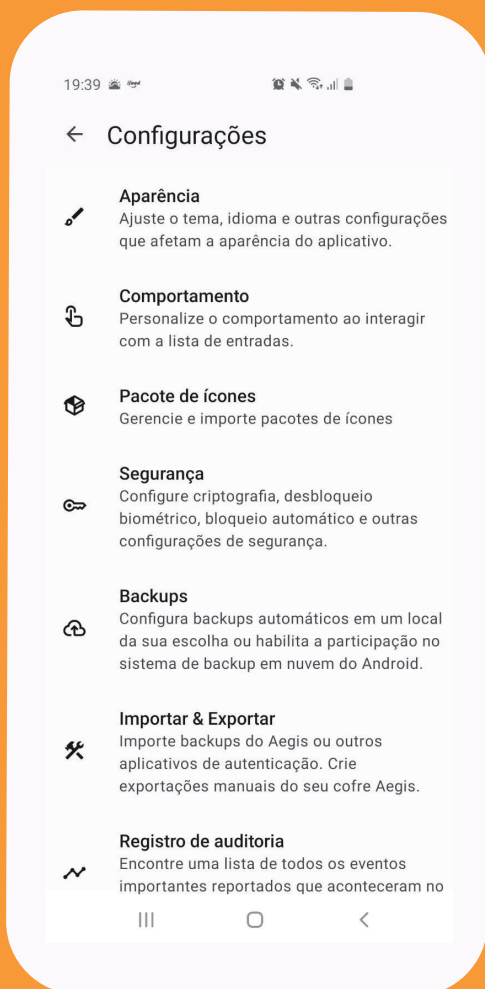 19:39
Configurações
Aparência
Ajuste o tema, idioma e outras configurações
que afetam a aparência do aplicativo.
Comportamento
Personalize o comportamento ao interagir
com a lista de entradas.
Pacote de ícones
Gerencie e importe pacotes de ícones
Segurança
Configure criptografia, desbloqueio
biométrico, bloqueio automático e outras
configurações de segurança.
Backups
Configura backups automáticos em um local
da sua escolha ou habilita a participação no
sistema de backup em nuvem do Android.
Importar & Exportar
Importe backups do Aegis ou outros
aplicativos de autenticação. Crie
exportações manuais do seu cofre Aegis.
Registro de auditoria
Encontre uma lista de todos os eventos
importantes reportados que aconteceram no